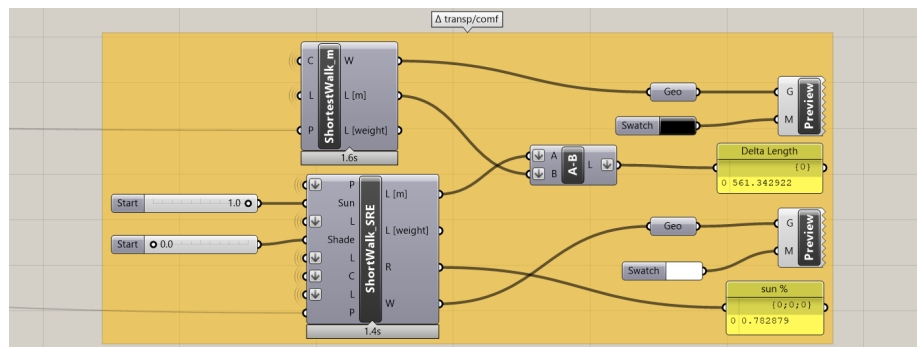 Δ transp/comf
C
L
P
ShortestWalk_m
W
L [m]
L [weight]
1.6s
Geo
Swatch
G
M
Preview
A
B
A-B
L
Delta Length
{0}
0 561.342922
Start
1.0
Start
0.0
P
Sun
L
Shade
L
C
L
P
ShortWalk_SRE
L [m]
L [weight]
R
W
1.4s
Geo
Swatch
G
M
Preview
sun %
{0;0;0}
0 0.782879